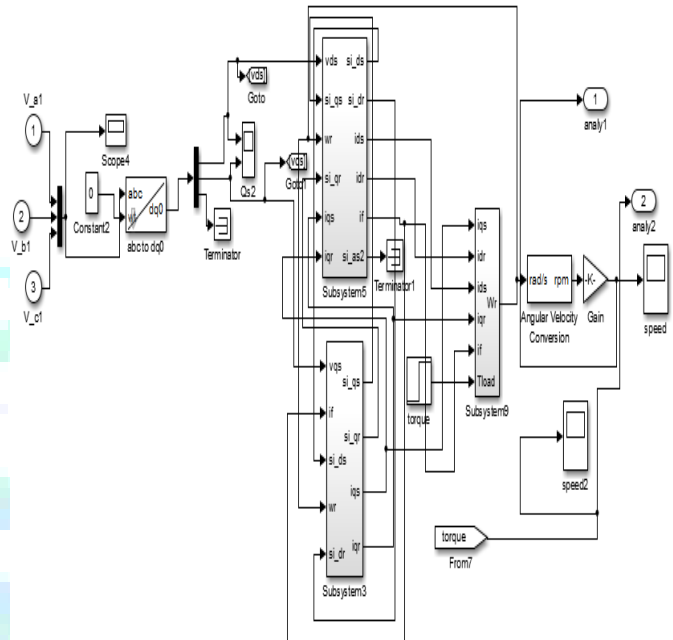 V_a1
1
2
V_b1
3
V_c1
Scope4
0
Constant2
abc
wt
dq0
abc to dq0
Terminator
vds
Goto
Qs2
vds
Goto1
vds
si_qs
wr
si_qr
iqs
iqr
si_ds
si_dr
ids
idr
if
si_as2
Subsystem5
Terminator1
vqs
if
si_ds
wr
si_dr
si_qs
si_qr
iqs
iqr
Subsystem3
torque
iqs
idr
ids
iqr
if
Tload
Wr
Subsystem9
1
analy1
2
analy2
rad/s rpm
Angular Velocity
Conversion
-K-
Gain
speed
speed2
torque
From7